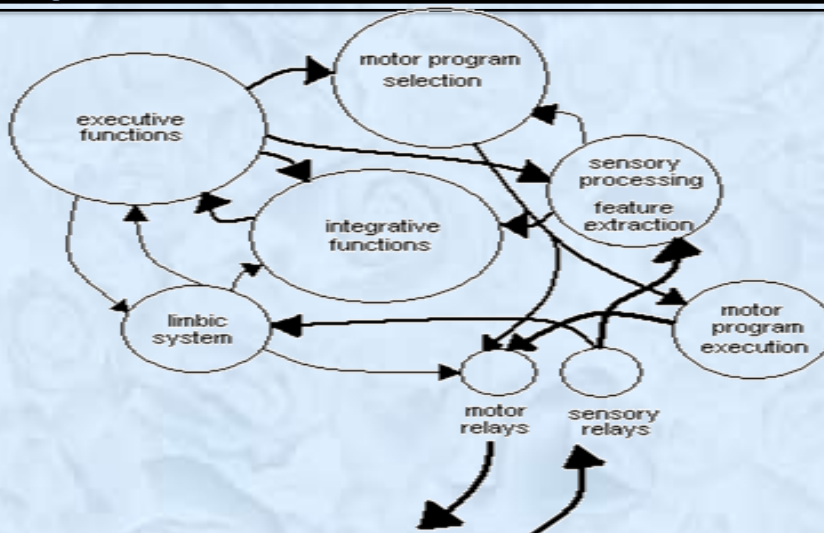 motor program
selection
executive
functions
sensory
processing
feature
extraction
integrative
functions
limbic
system
motor
program
execution
motor
relays
sensory
relays